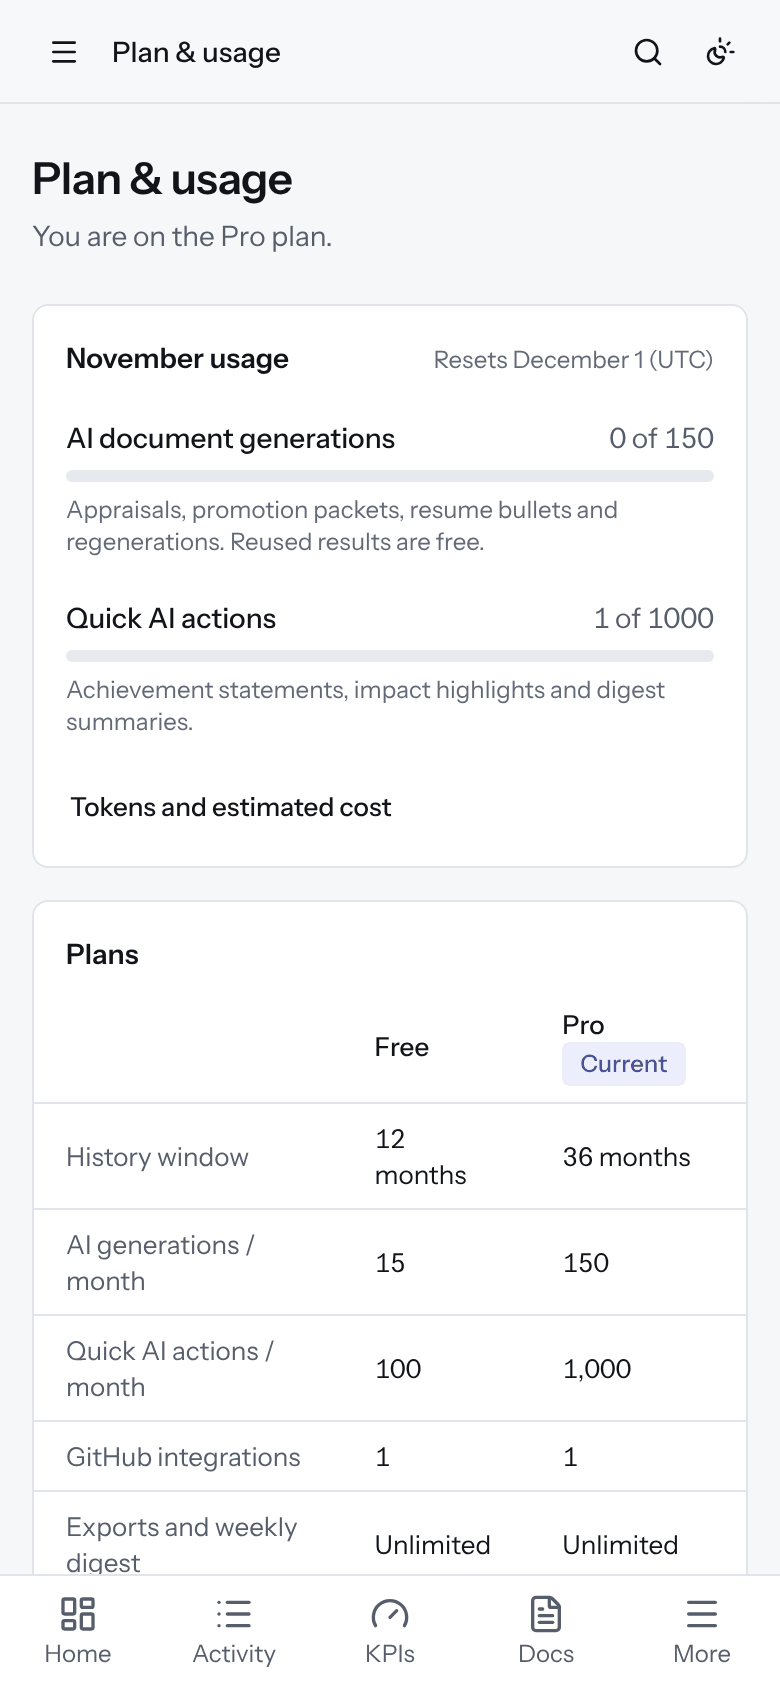 Plan & usage
Plan & usage
You are on the Pro plan.
November usage
Resets December 1 (UTC)
AI document generations
0 of 150
Appraisals, promotion packets, resume bullets and
regenerations. Reused results are free.
Quick AI actions
1 of 1000
Achievement statements, impact highlights and digest
summaries.
Tokens and estimated cost
Plans
Free
Pro
Current
History window
12
months
36 months
AI generations /
month
15
150
Quick AI actions /
month
100
1,000
GitHub integrations
1
1
Exports and weekly
digest
Unlimited
Unlimited
Home
Activity
KPIs
Docs
More